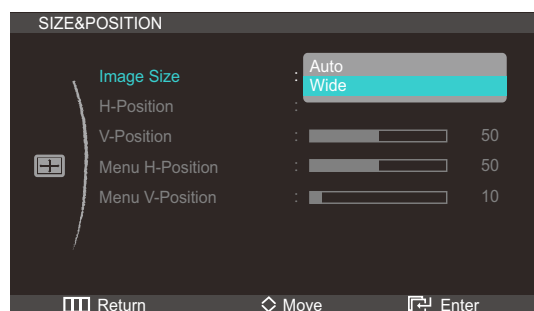 SIZE&POSITION
Image Size : Auto
Wide
H-Position :
V-Position : 50
Menu H-Position : 50
Menu V-Position : 10
Return Move Enter